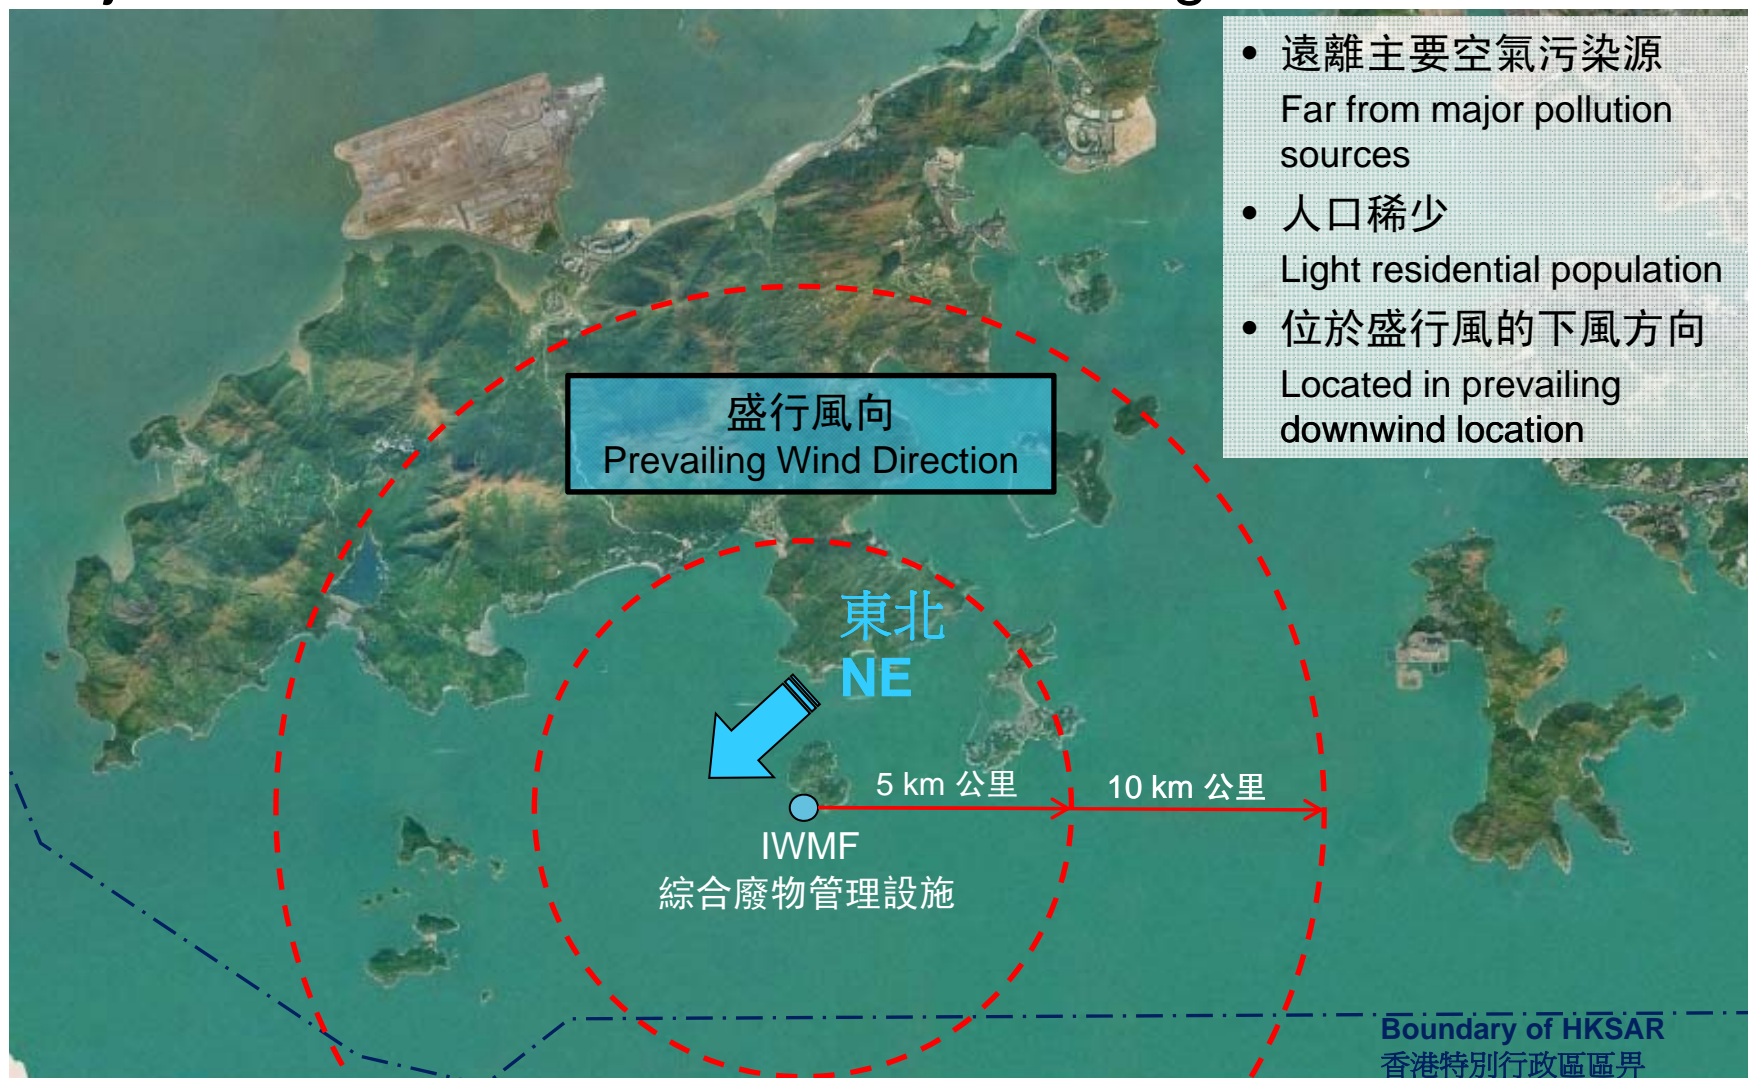 • 遠離主要空氣污染源
Far from major pollution
sources
• 人口稀少
Light residential population
• 位於盛行風的下風方向
Located in prevailing
downwind location
盛行風向
Prevailing Wind Direction
東北
NE
5 km 公里
10 km 公里
IWMF
綜合廢物管理設施
Boundary of HKSAR
香港特別行政區區界